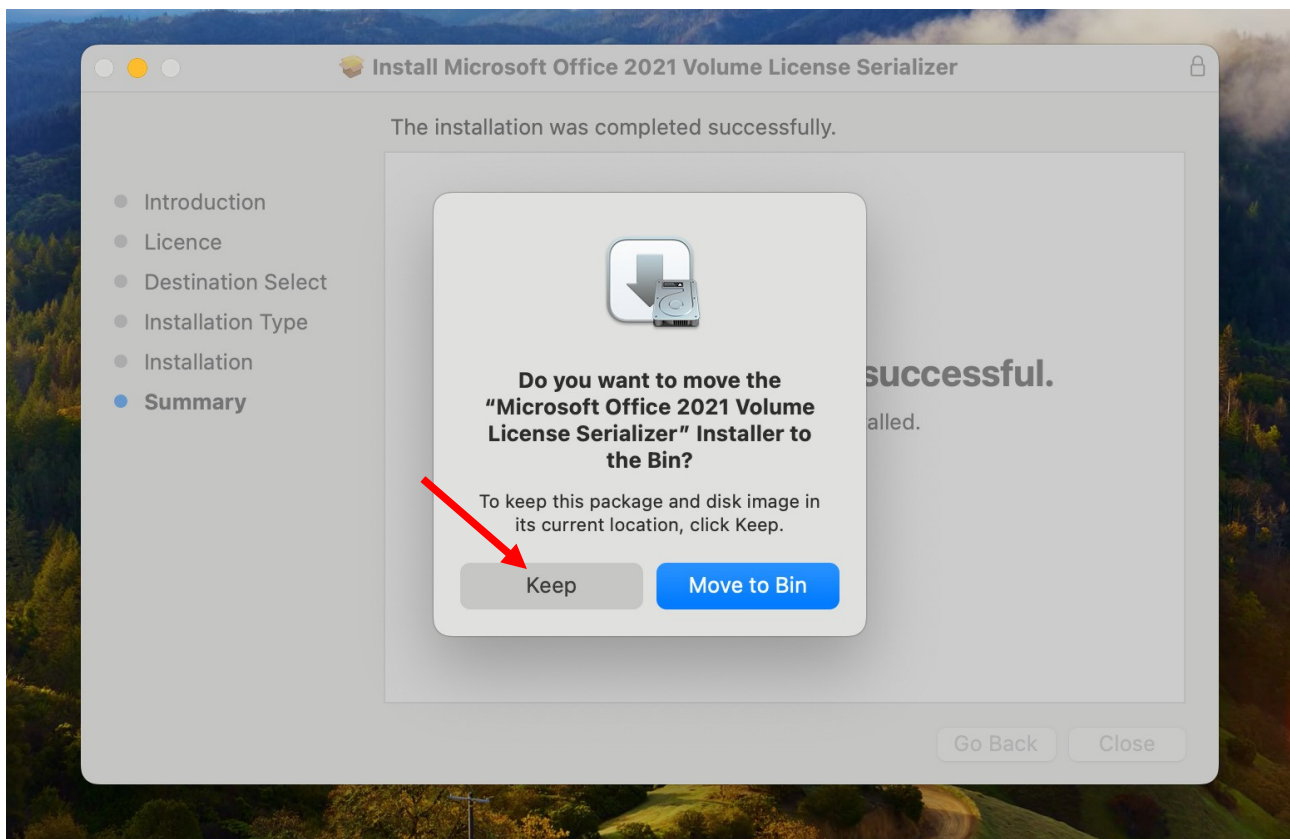 Install Microsoft Office 2021 Volume License Serializer
The installation was completed successfully.
Introduction
Licence
Destination Select
Installation Type
Installation
Summary
successful.
alled.
Do you want to move the
“Microsoft Office 2021 Volume
License Serializer” Installer to
the Bin?
To keep this package and disk image in
its current location, click Keep.
Keep
Move to Bin
Go Back
Close